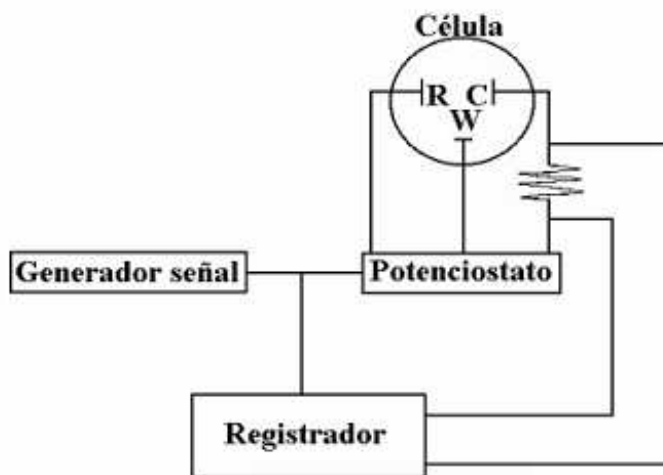 Célula
R C
W
Generador señal
Potenciostato
Registrador